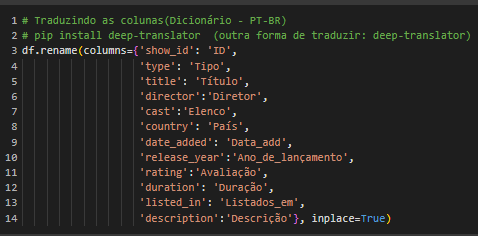 1 # Traduzindo as colunas(Dicionário - PT-BR)
2 # pip install deep-translator  (outra forma de traduzir: deep-translator)
3 df.rename(columns={'show_id': 'ID',
4                    'type': 'Tipo',
5                    'title': 'Título',
6                    'director':'Diretor',
7                    'cast':'Elenco',
8                    'country': 'País',
9                    'date_added': 'Data_add',
10                   'release_year':'Ano_de_lançamento',
11                   'rating':'Avaliação',
12                   'duration': 'Duração',
13                   'listed_in': 'Listados_em',
14                   'description':'Descrição'}, inplace=True)